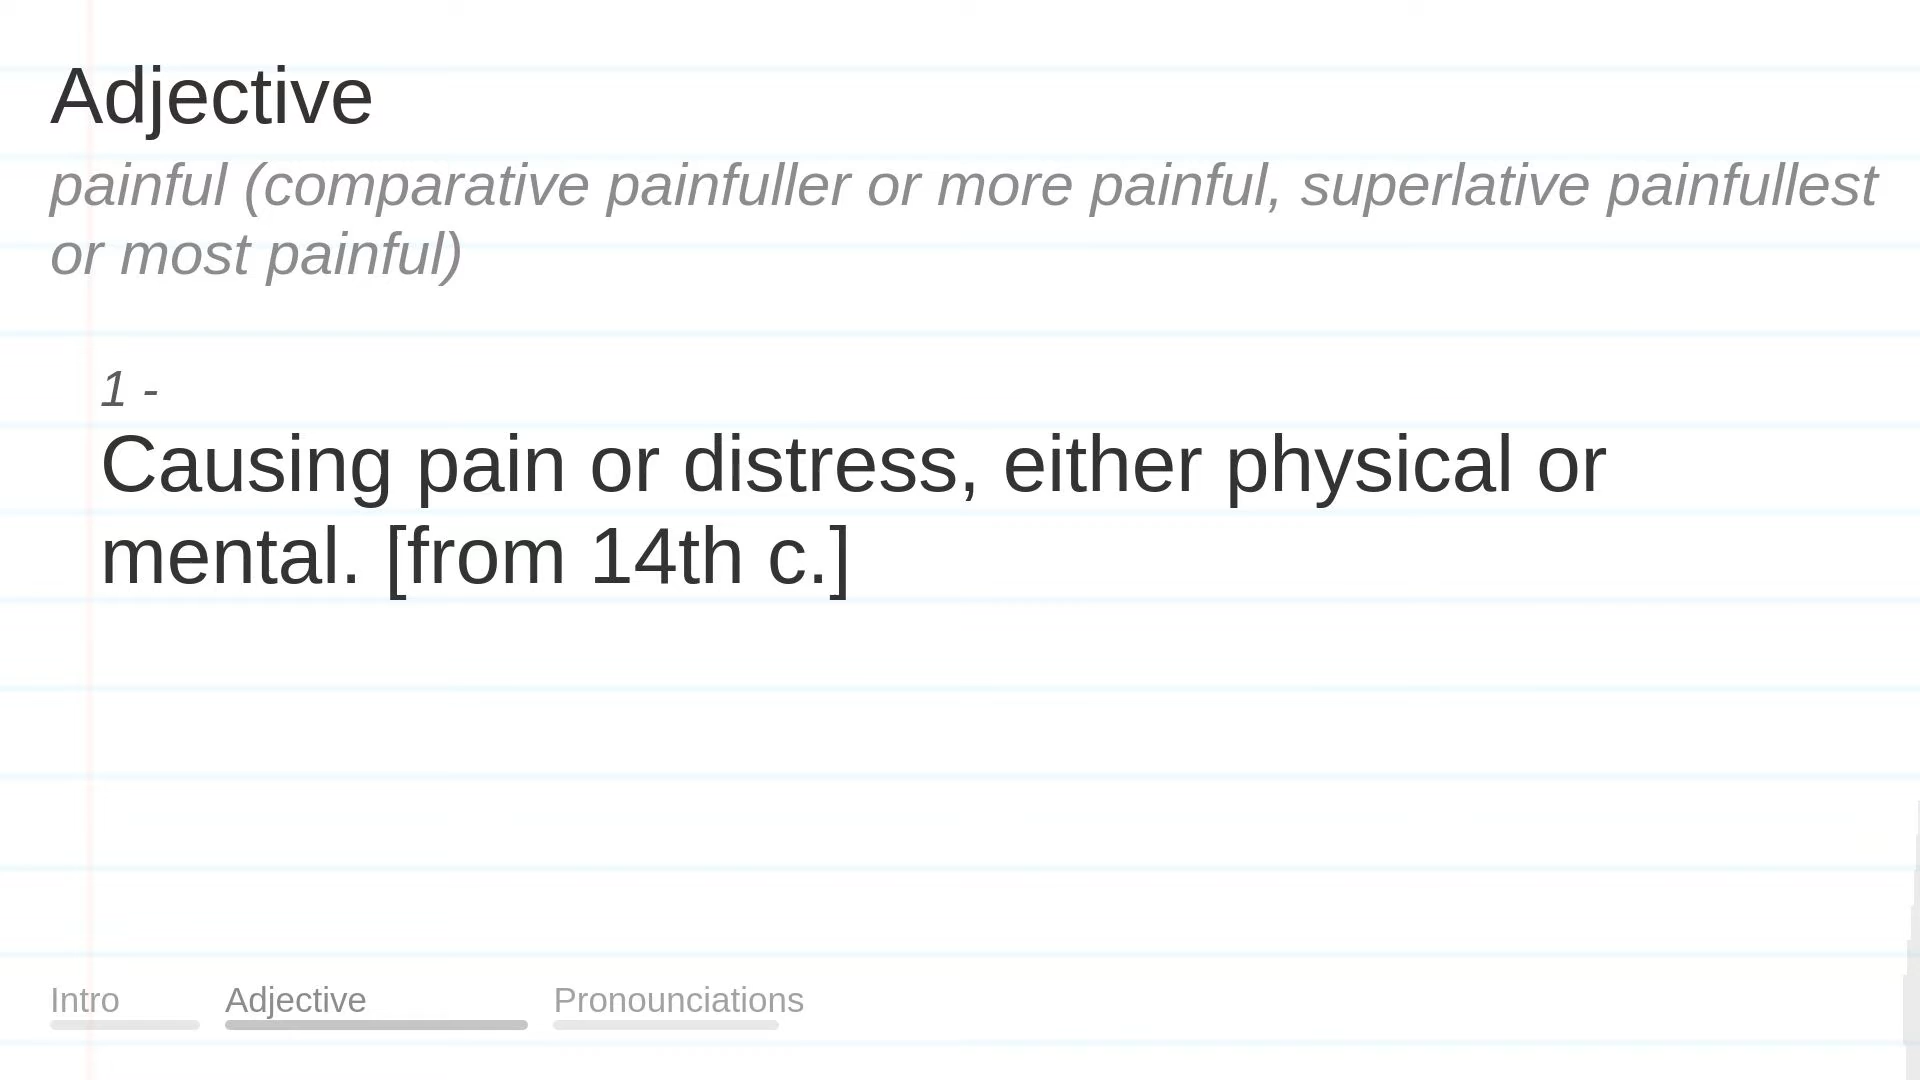 Adjective
painful (comparative painfuller or more painful, superlative painfullest
or most painful)
1 -
Causing pain or distress, either physical or
mental. [from 14th c.]
Intro Adjective Pronounciations